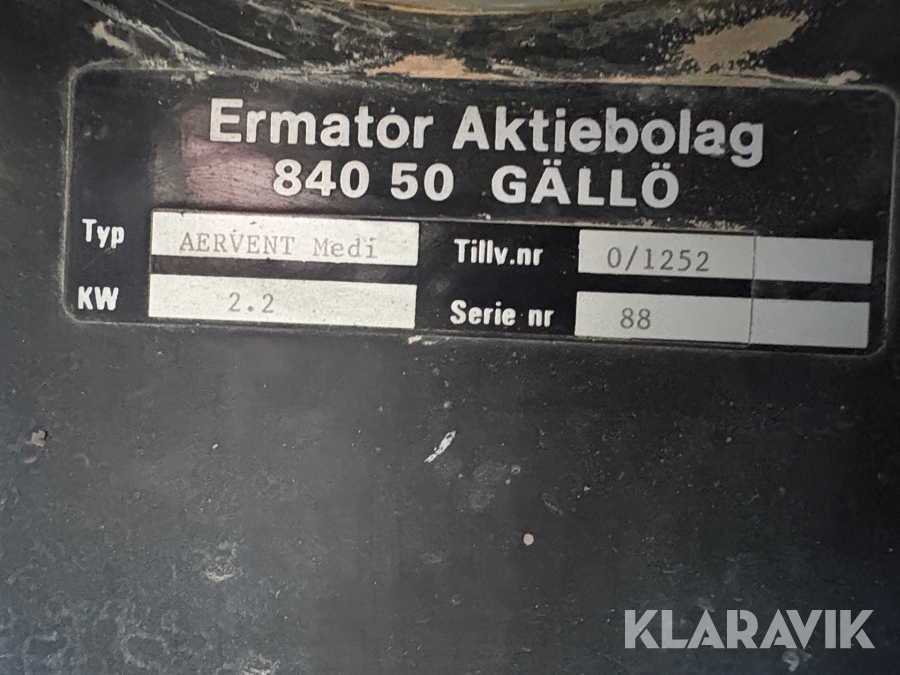 Ermator Aktiebolag
840 50 GÄLLÖ
Typ AERVENT Medi Tillv.nr 0/1252
KW 2.2 Serie nr 88
KLARAVIK